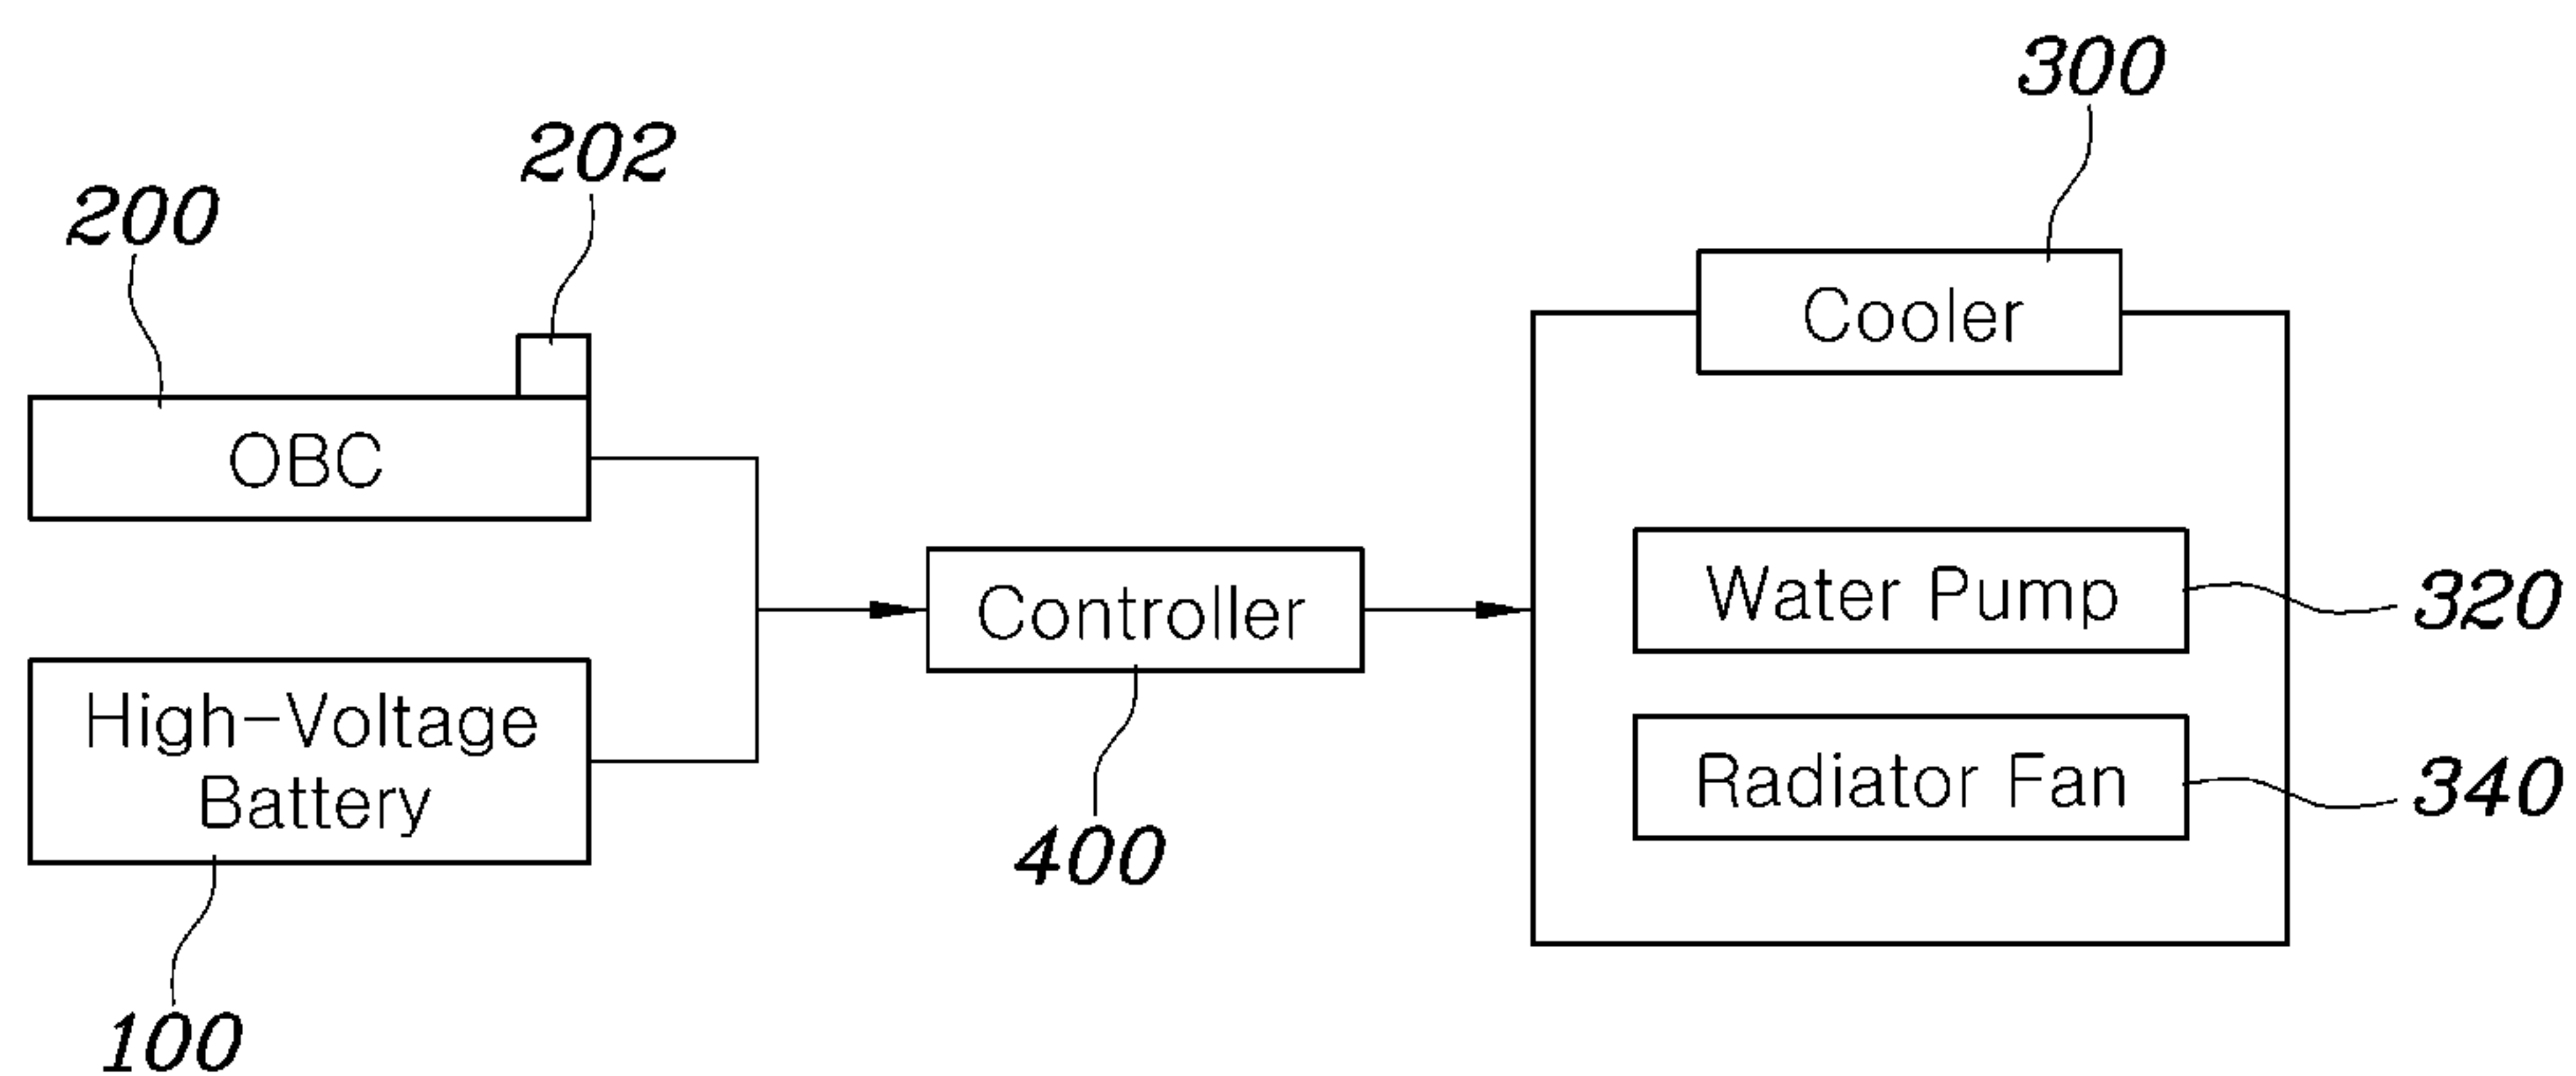 300
202
200
Cooler
OBC
Water Pump
320
Controller
High-Voltage
Battery
Radiator Fan
340
400
100